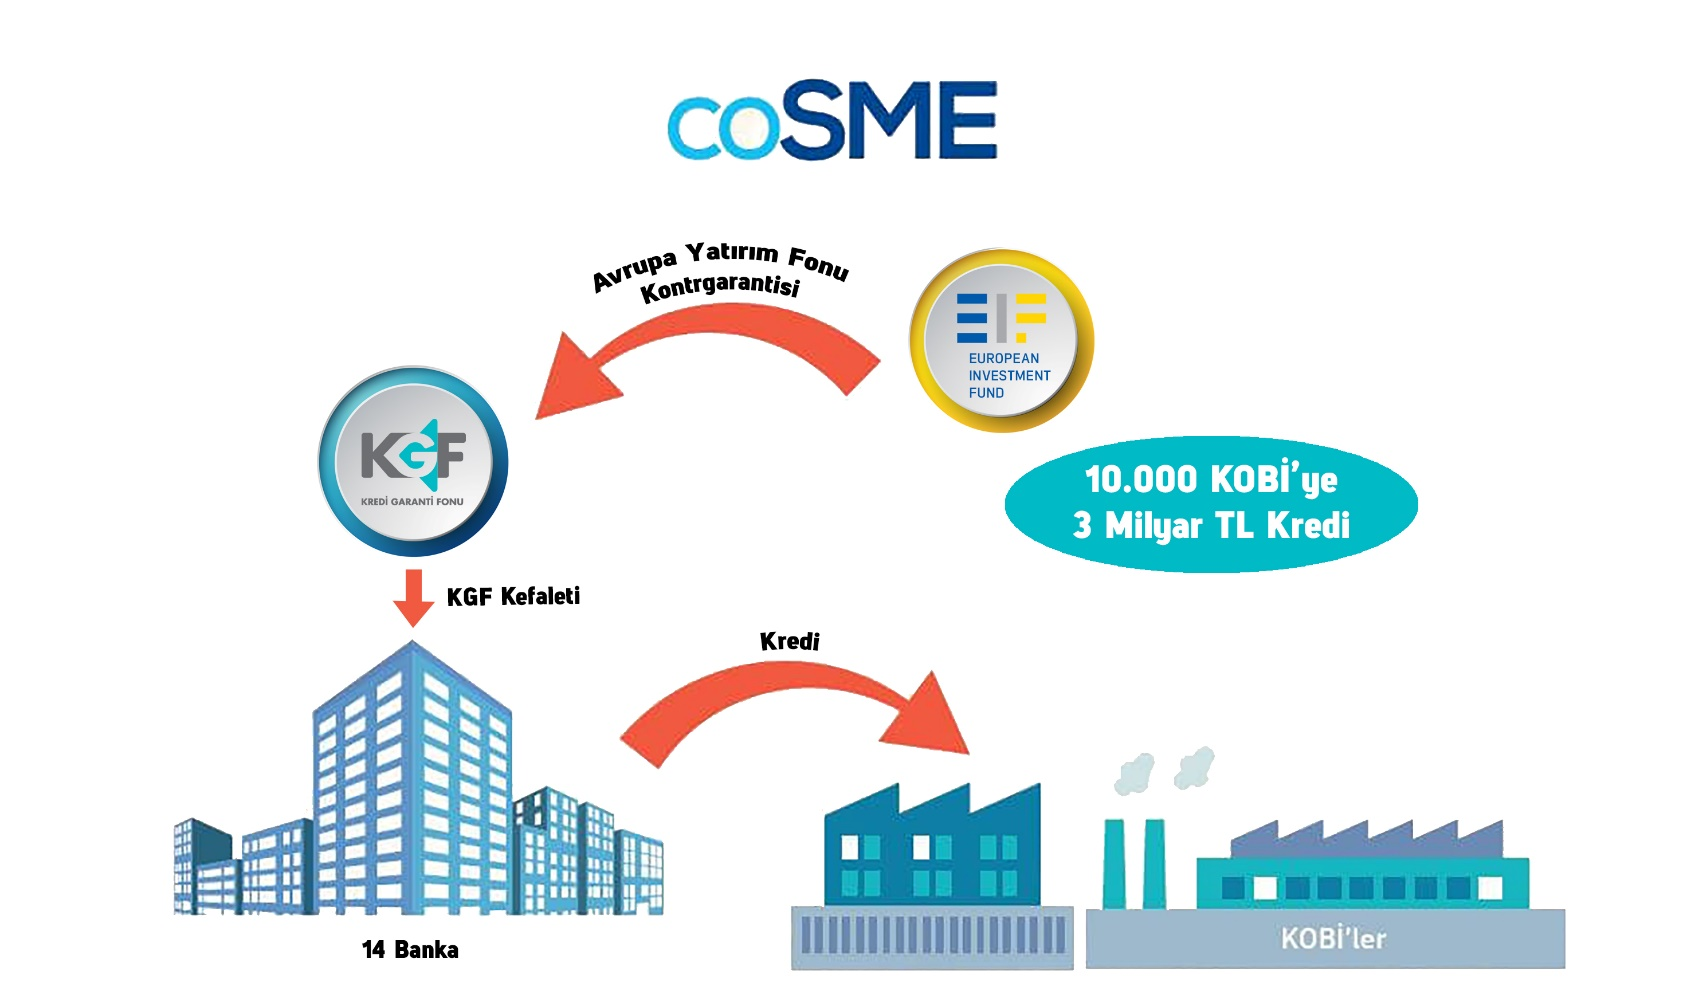 coSME
Avrupa Yatırım Fonu
Kontrgarantisi
EIF
EUROPEAN
INVESTMENT
FUND
KGF
KREDİ GARANTİ FONU
10.000 KOBİ'ye
3 Milyar TL Kredi
KGF Kefaleti
Kredi
14 Banka
KOBİ'ler